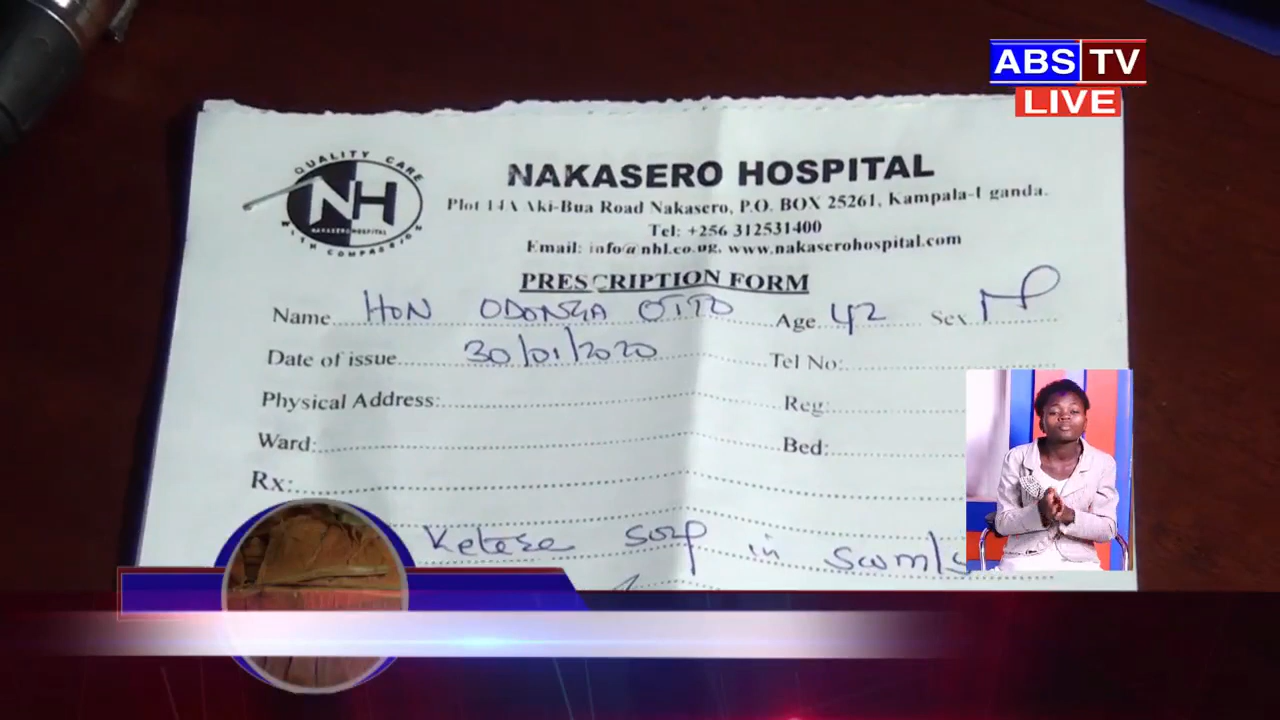 ABS TV
LIVE
QUALITY CARE
NH
NAKASERO HOSPITAL
WITH COMPASSION
NAKASERO HOSPITAL
Plot 14A Aki-Bua Road Nakasero, P.O. BOX 25261, Kampala-Uganda.
Tel: +256 312531400
Email: info@nhl.co.ug, www.nakaserohospital.com
PRESCRIPTION FORM
Name HON ODONGA OTTO Age 42 Sex M
Date of issue 30/01/2020 Tel No:
Physical Address: Reg:
Ward: Bed:
Rx:
in